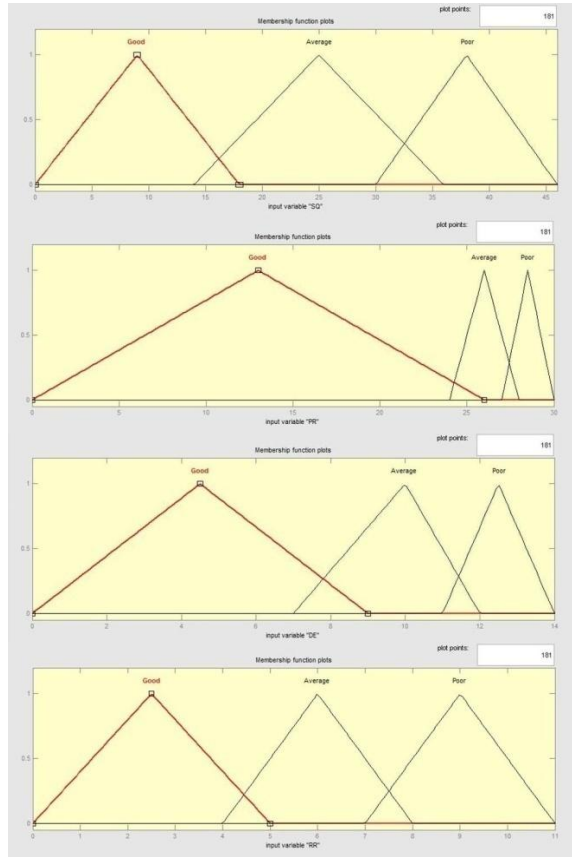 plot points: 181
Membership function plots
Good Average Poor
1
0.5
0
0 5 10 15 20 25 30 35 40 45
input variable "SQ"
plot points: 181
Membership function plots
Good Average Poor
1
0.5
0
0 5 10 15 20 25 30
input variable "PR"
plot points: 181
Membership function plots
Good Average Poor
1
0.5
0
0 2 4 6 8 10 12 14
input variable "DE"
plot points: 181
Membership function plots
Good Average Poor
1
0.5
0
0 1 2 3 4 5 6 7 8 9 10 11
input variable "RR"